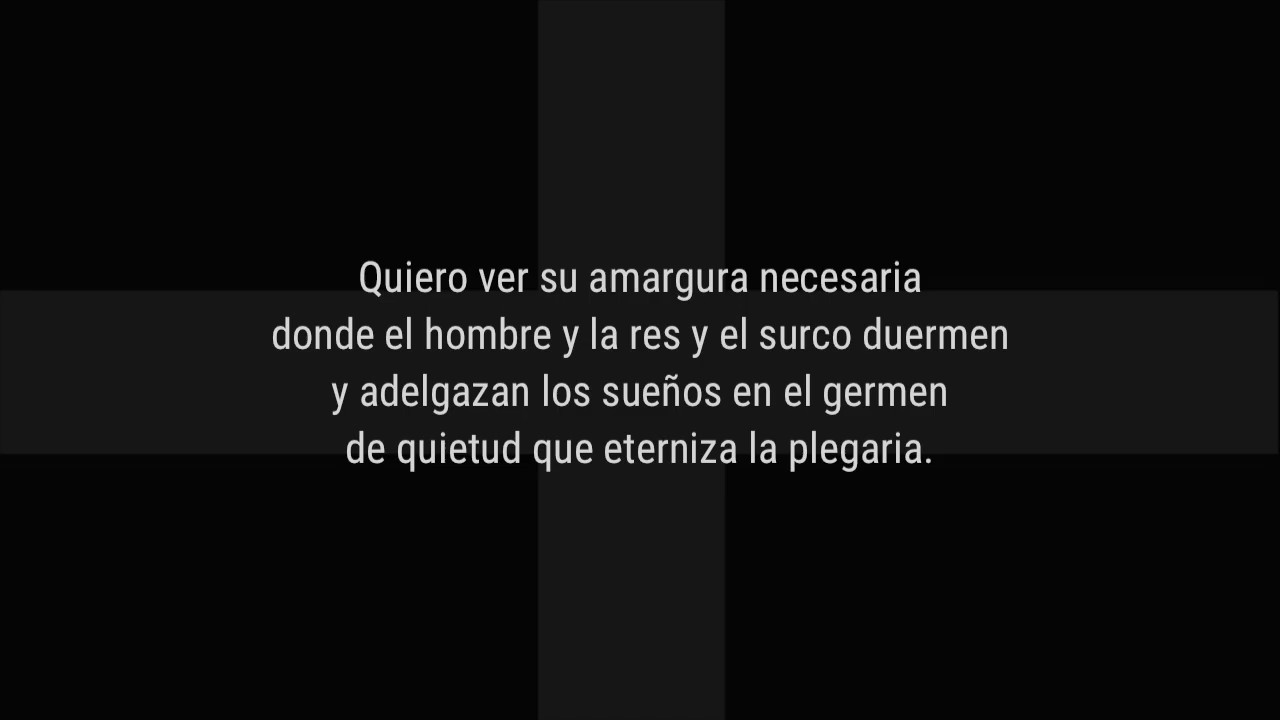 Quiero ver su amargura necesaria
donde el hombre y la res y el surco duermen
y adelgazan los sueños en el germen
de quietud que eterniza la plegaria.